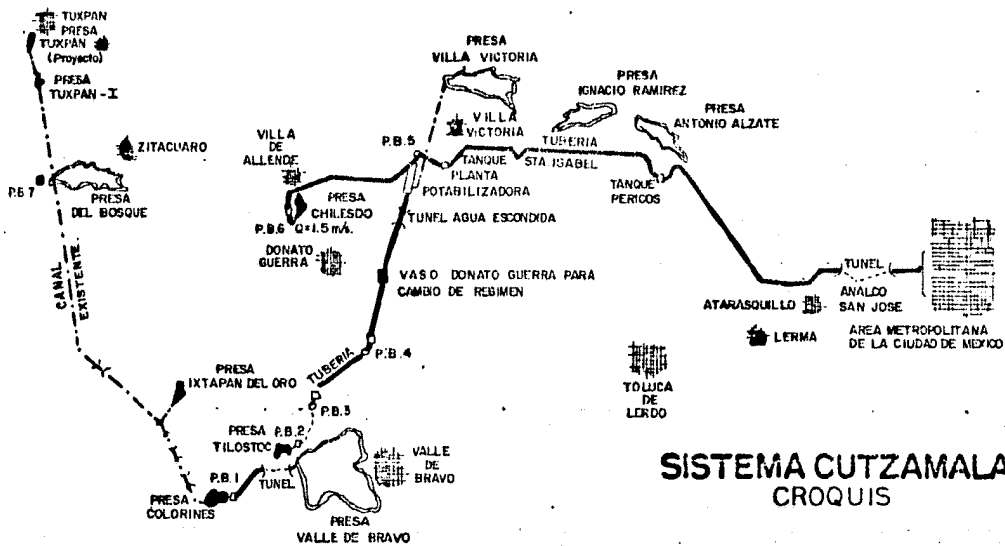 TUXPAN
PRESA
TUXPAN
(Proyecto)
PRESA
TUXPAN-I
ZITACUARO
P.B 7
PRESA
DEL BOSQUE
CANAL
EXISTENTE
VILLA
DE
ALLENDE
PRESA
CHILESDO
P.B.6 Q=1.5 m/s.
DONATO
GUERRA
PRESA
VILLA VICTORIA
VILLA
VICTORIA
P.B.5
TANQUE
PLANTA
POTABILIZADORA
TUNEL AGUA ESCONDIDA
TUBERIA
STA. ISABEL
PRESA
IGNACIO RAMIREZ
PRESA
ANTONIO ALZATE
TANQUE
PERICOS
VASO DONATO GUERRA PARA
CAMBIO DE REGIMEN
P.B.4
TUBERIA
P.B.3
PRESA
IXTAPAN DEL ORO
PRESA
TILOSTOC
P.B.2
P.B.1
TUNEL
PRESA
COLORINES
VALLE
DE
BRAVO
PRESA
VALLE DE BRAVO
TUNEL
ANALCO
SAN JOSE
ATARASQUILLO
LERMA
AREA METROPOLITANA
DE LA CIUDAD DE MEXICO
TOLUCA
DE
LERDO
SISTEMA CUTZAMALA
CROQUIS